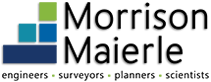 Morrison
Maierle
engineers • surveyors • planners • scientists